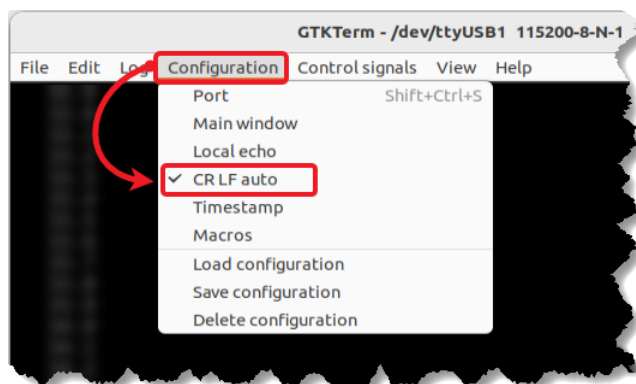 GTKTerm - /dev/ttyUSB1 115200-8-N-1
File Edit Log Configuration Control signals View Help
Port Shift+Ctrl+S
Main window
Local echo
CR LF auto
Timestamp
Macros
Load configuration
Save configuration
Delete configuration